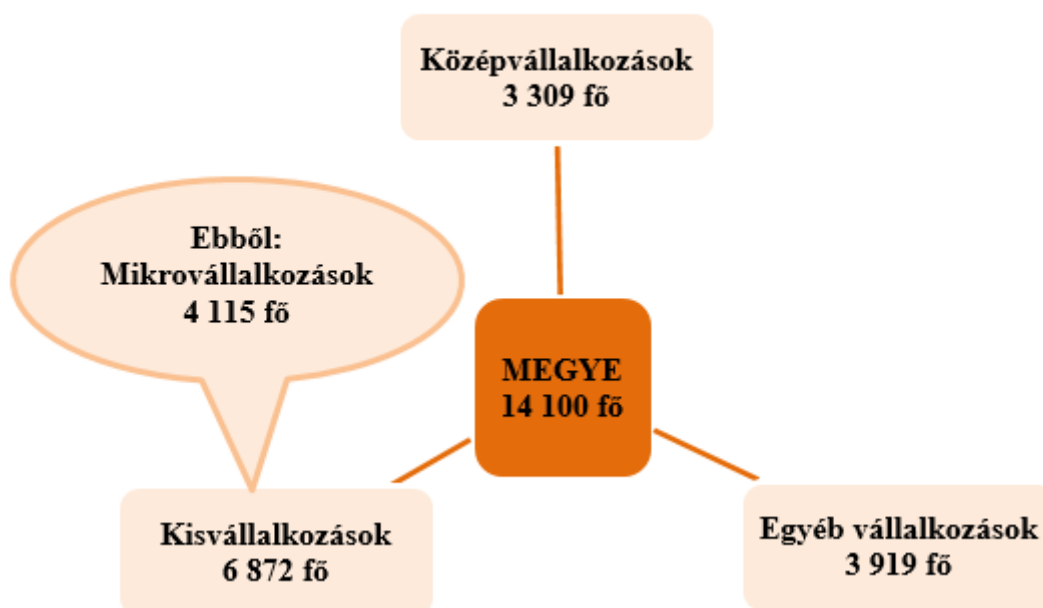 Középvállalkozások
3 309 fő
Ebből:
Mikrovállalkozások
4 115 fő
MEGYE
14 100 fő
Kisvállalkozások
6 872 fő
Egyéb vállalkozások
3 919 fő